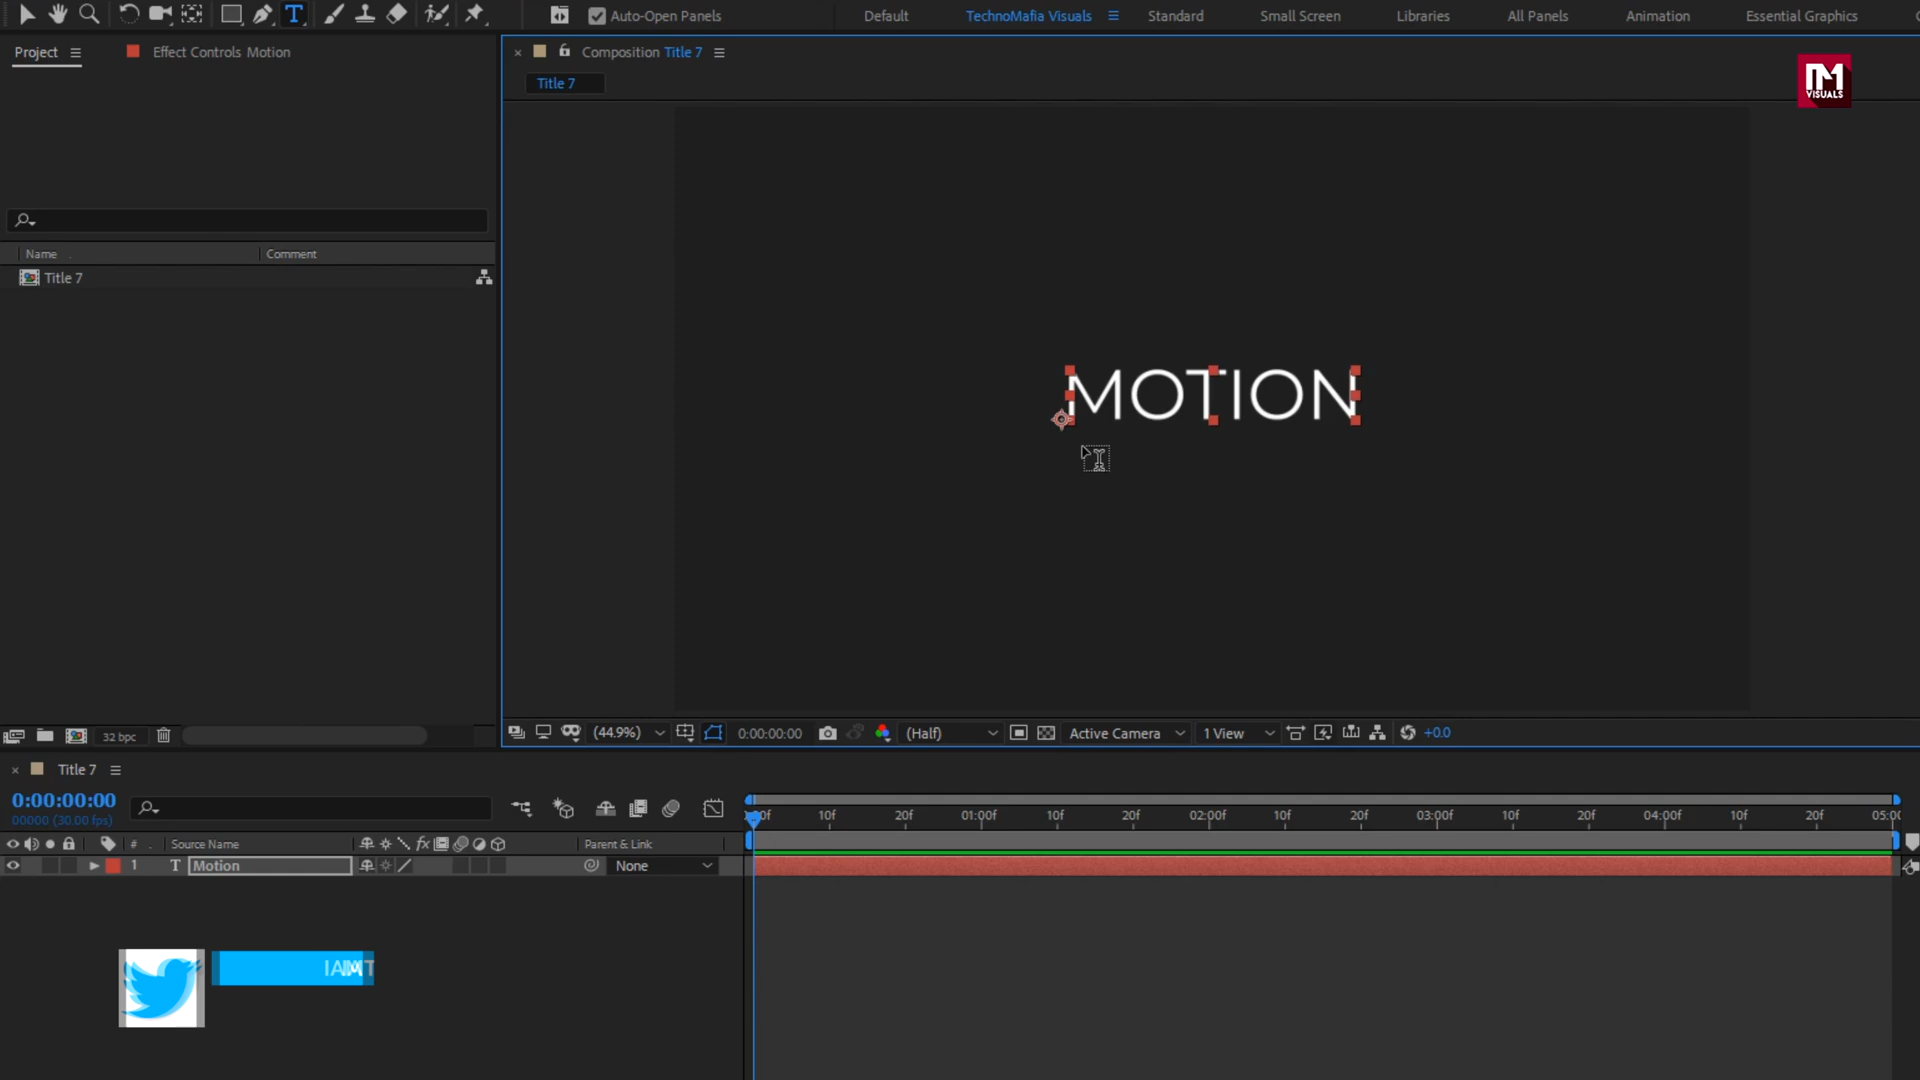 Auto-Open Panels
Default
TechnoMafia Visuals
Standard
Small Screen
Libraries
All Panels
Animation
Essential Graphics
Project
Effect Controls Motion
Composition Title 7
Title 7
VISUALS
Name
Comment
Title 7
MOTION
32 bpc
(44.9%)
0:00:00:00
(Half)
Active Camera
1 View
+0.0
Title 7
0:00:00:00
00000 (30.00 fps)
10f
20f
01:00f
10f
20f
02:00f
10f
20f
03:00f
10f
20f
04:00f
10f
20f
#
Source Name
fx
Parent & Link
1
T
Motion
None